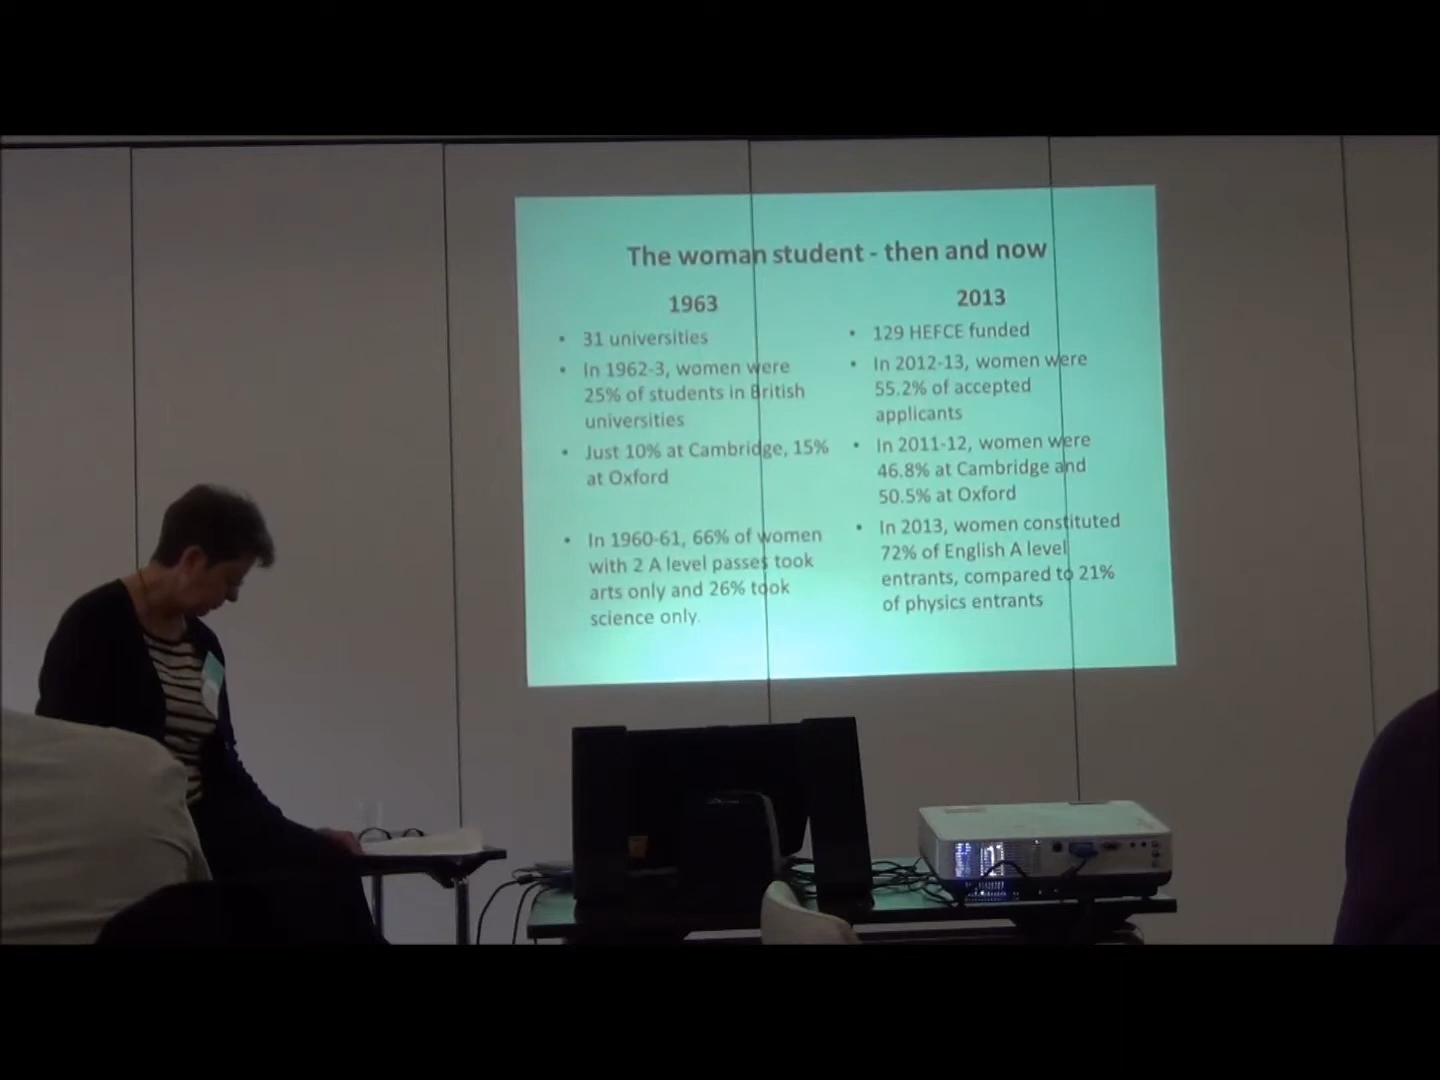 The woman student - then and now
1963
• 31 universities
• In 1962-3, women were
25% of students in British
universities
• Just 10% at Cambridge, 15%
at Oxford
• In 1960-61, 66% of women
with 2 A level passes took
arts only and 26% took
science only.
2013
• 129 HEFCE funded
• In 2012-13, women were
55.2% of accepted
applicants
• In 2011-12, women were
46.8% at Cambridge and
50.5% at Oxford
• In 2013, women constituted
72% of English A level
entrants, compared to 21%
of physics entrants